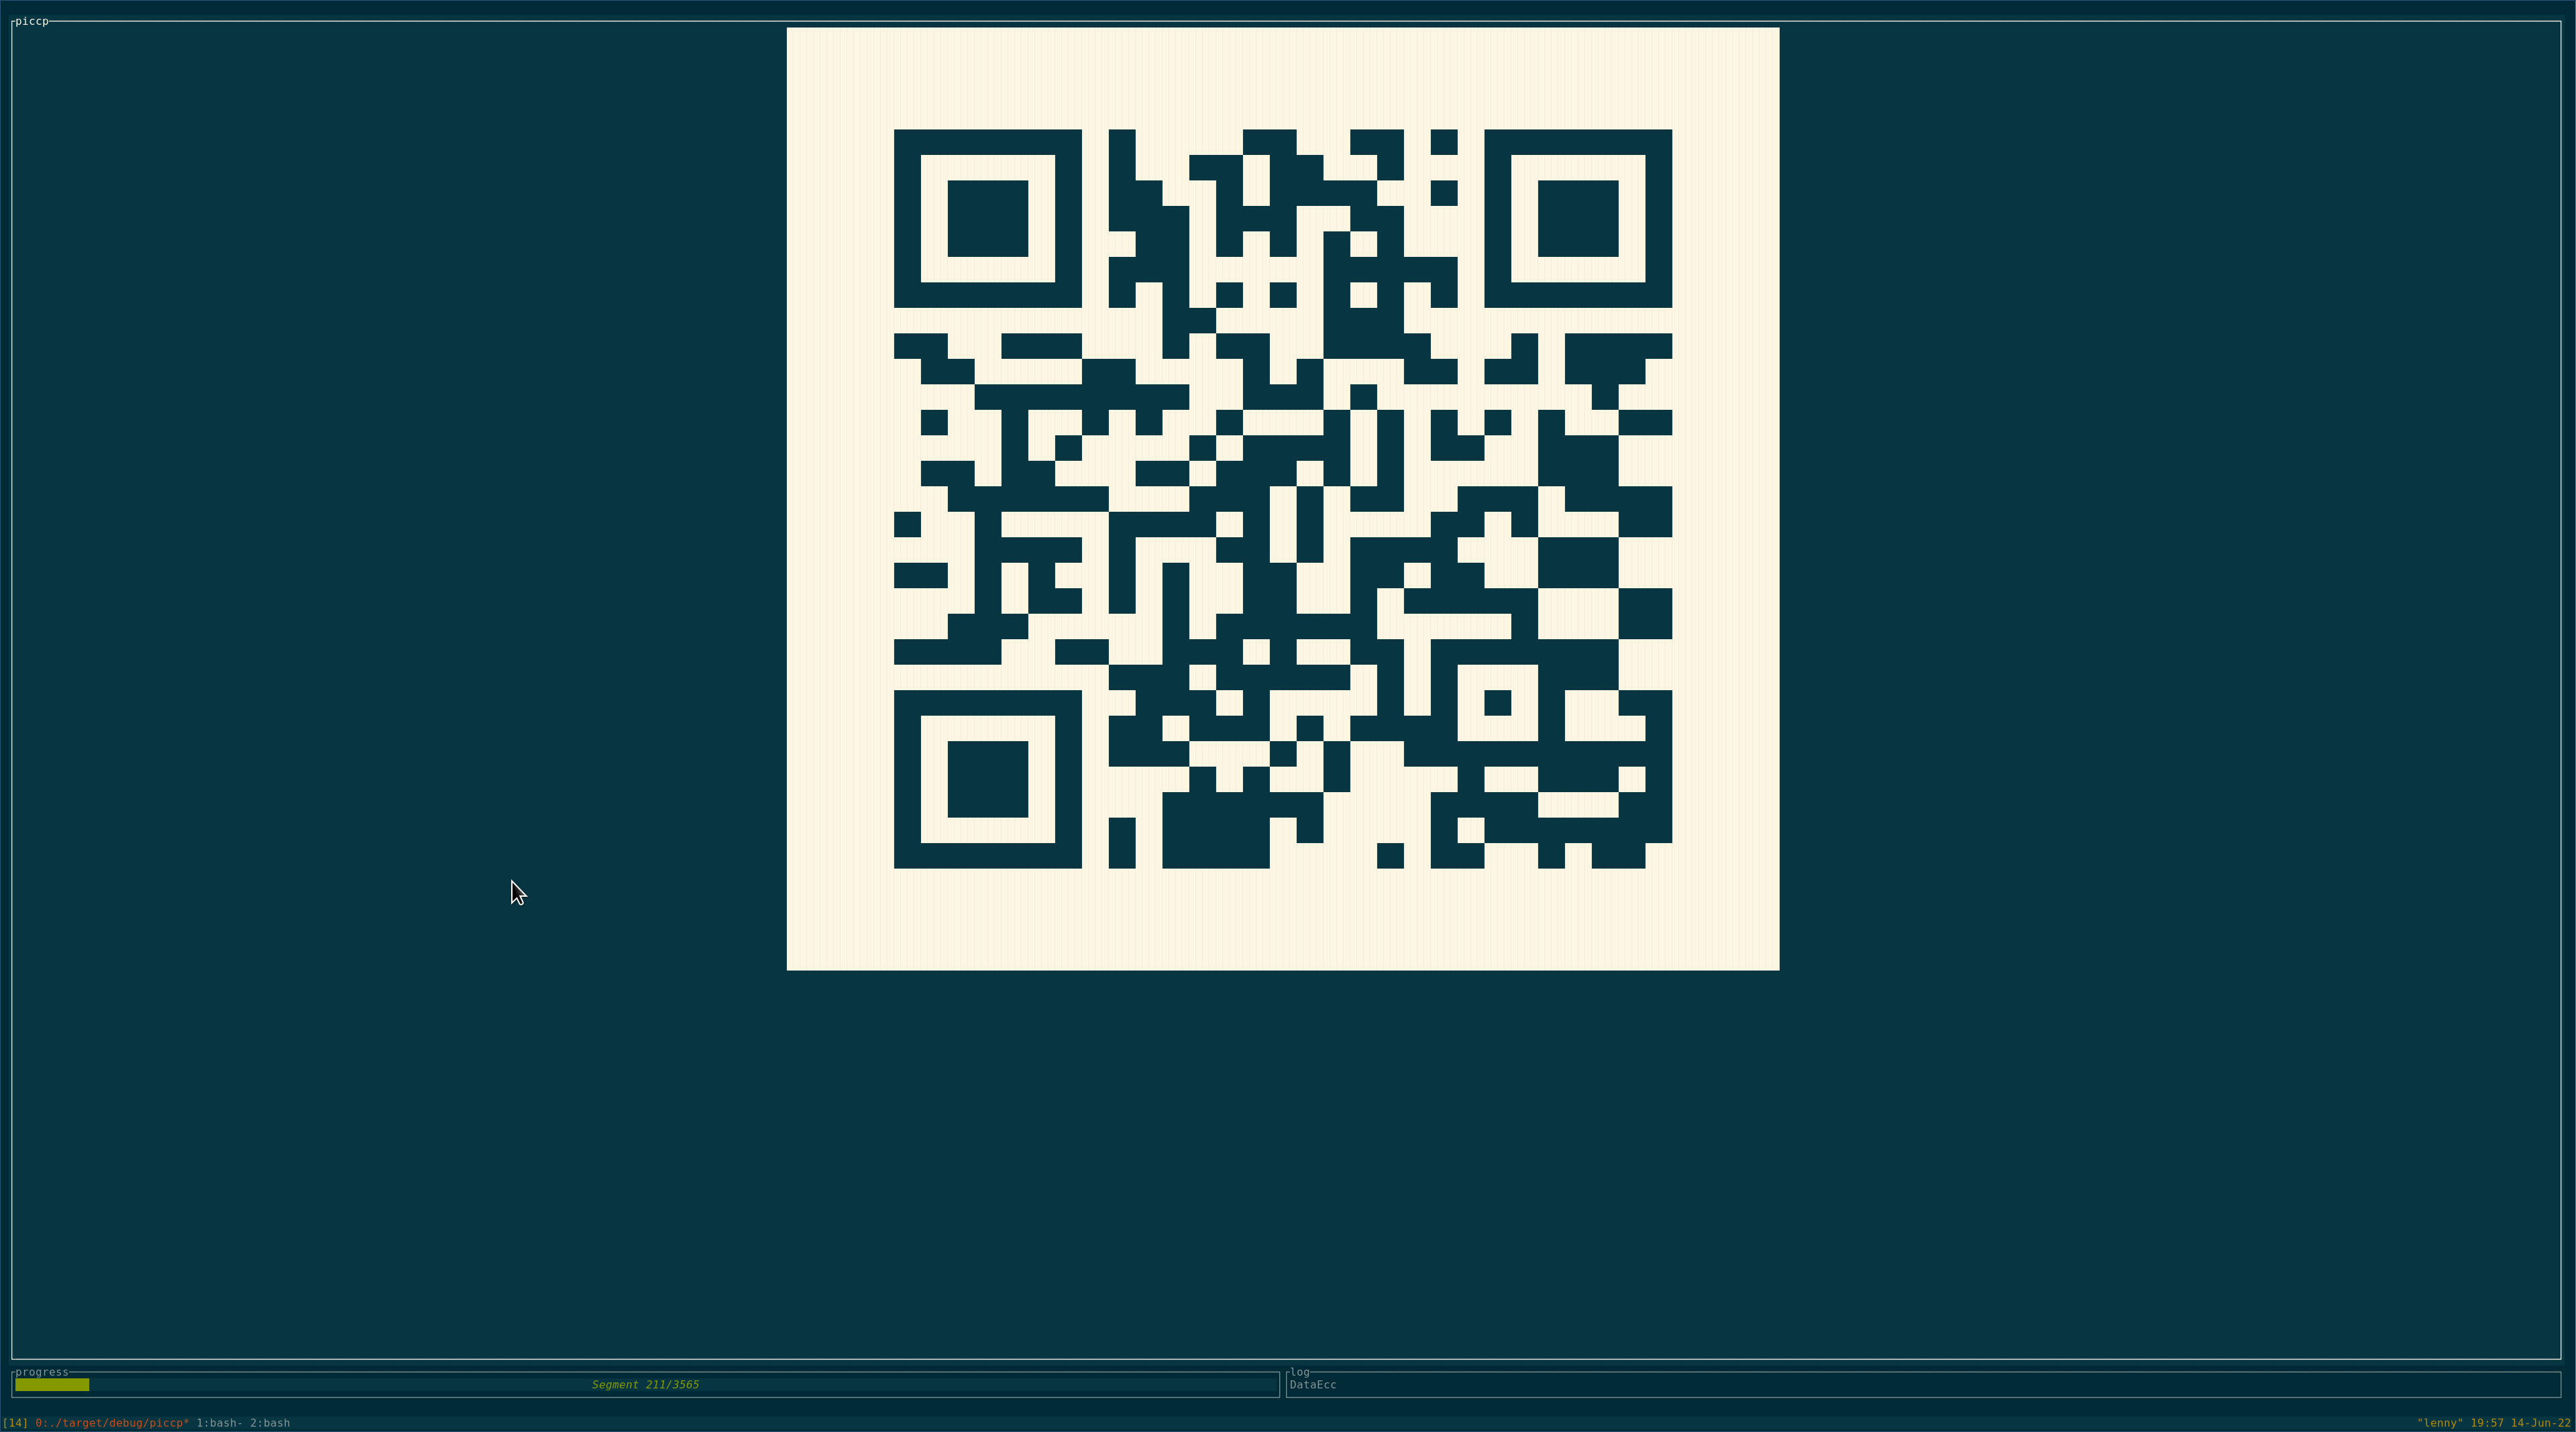 piccp
progress
Segment 211/3565
log
DataEcc
[14] 0:./target/debug/piccp* 1:bash- 2:bash
"lenny" 19:57 14-Jun-22